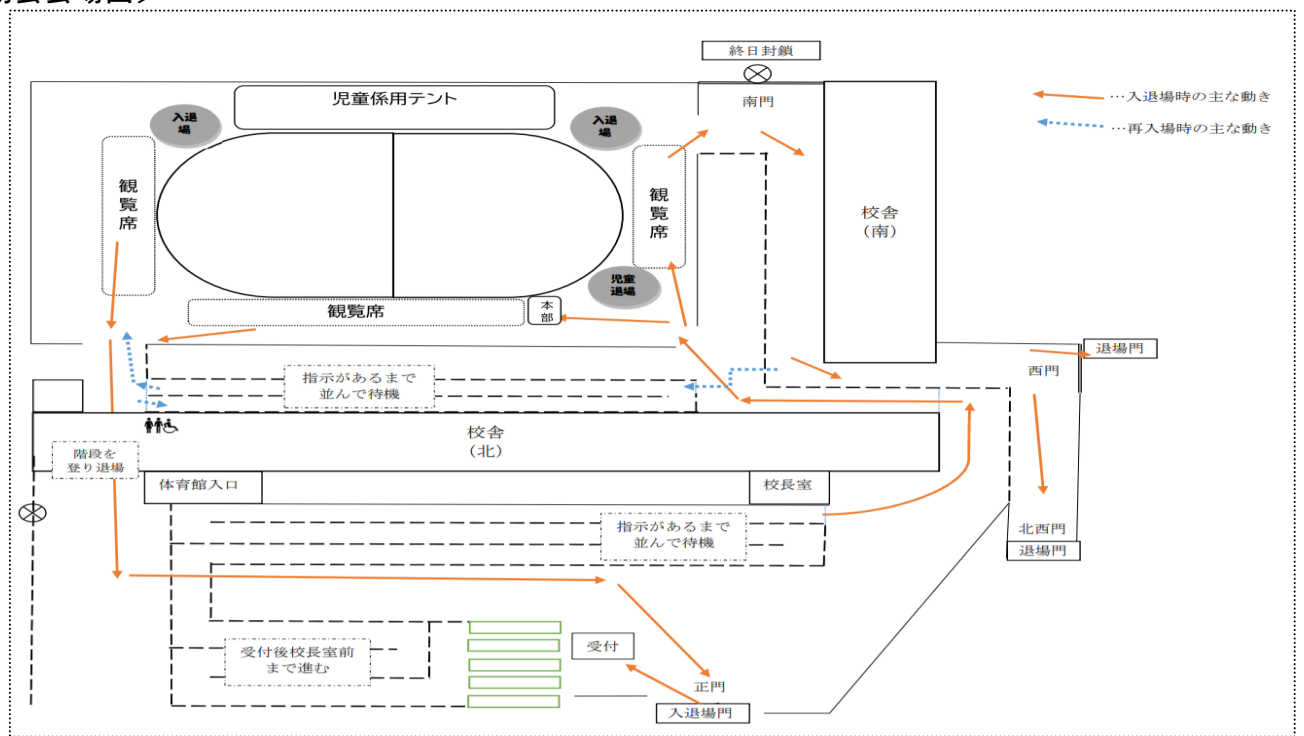 終日封鎖
児童係用テント
南門
入退
場
入退
場
…入退場時の主な動き
…再入場時の主な動き
観
覧
席
観
覧
席
校舎
(南)
児童
退場
観覧席
本
部
退場門
西門
指示があるまで
並んで待機
校舎
(北)
階段を
登り退場
体育館入口
校長室
指示があるまで
並んで待機
北西門
退場門
受付後校長室前
まで進む
受付
正門
入退場門